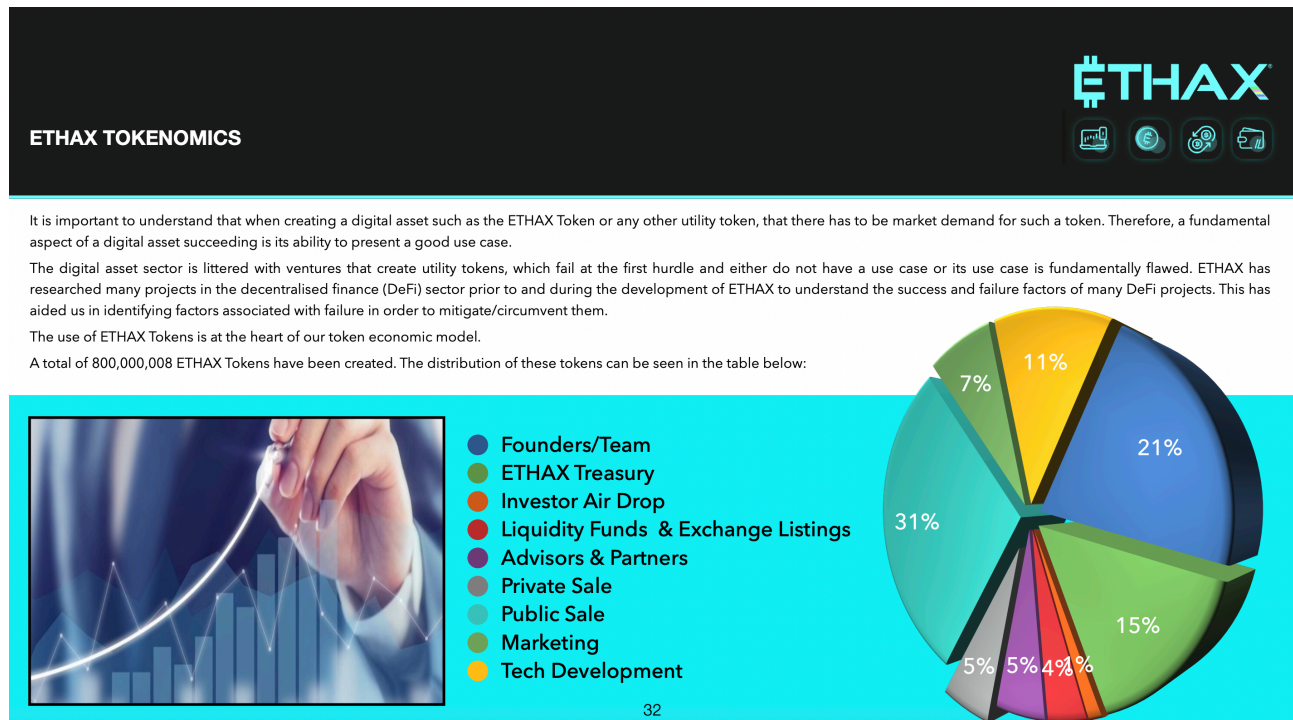 ETHAX®
ETHAX TOKENOMICS
It is important to understand that when creating a digital asset such as the ETHAX Token or any other utility token, that there has to be market demand for such a token. Therefore, a fundamental
aspect of a digital asset succeeding is its ability to present a good use case.
The digital asset sector is littered with ventures that create utility tokens, which fail at the first hurdle and either do not have a use case or its use case is fundamentally flawed. ETHAX has
researched many projects in the decentralised finance (DeFi) sector prior to and during the development of ETHAX to understand the success and failure factors of many DeFi projects. This has
aided us in identifying factors associated with failure in order to mitigate/circumvent them.
The use of ETHAX Tokens is at the heart of our token economic model.
A total of 800,000,008 ETHAX Tokens have been created. The distribution of these tokens can be seen in the table below:
Founders/Team
ETHAX Treasury
Investor Air Drop
Liquidity Funds & Exchange Listings
Advisors & Partners
Private Sale
Public Sale
Marketing
Tech Development
11%
7%
21%
31%
15%
5%
5%
4%
1%
32